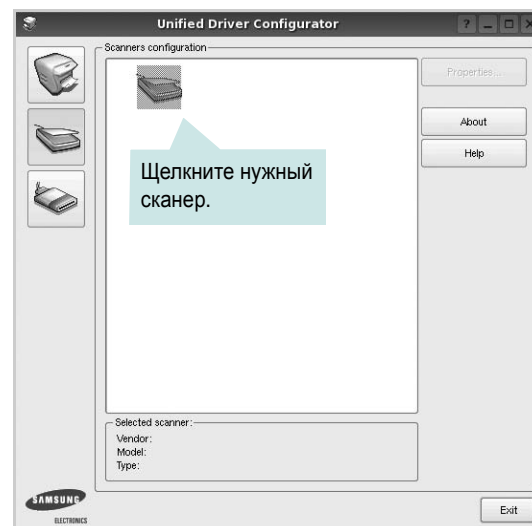 Unified Driver Configurator
Scanners configuration
Properties...
About
Help
Щелкните нужный
сканер.
Selected scanner:
Vendor:
Model:
Type:
SAMSUNG
ELECTRONICS
Exit